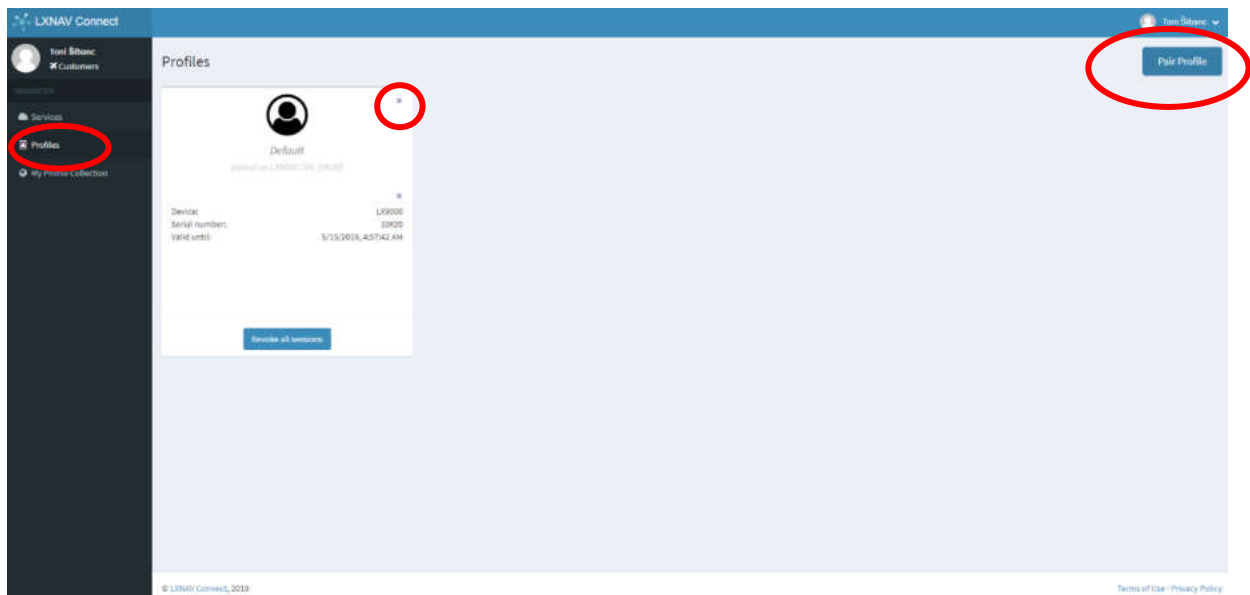 LXNAV Connect
Toni Šibanc
Toni Šibanc
Customers
Profiles
Pair Profile
Services
Profiles
My Profile Collection
Default
Device: LX9000
Serial number:
Valid until: 5/15/2019, 4:57:42 AM
Revoke all sessions
© LXNAV Connect, 2019
Terms of Use - Privacy Policy